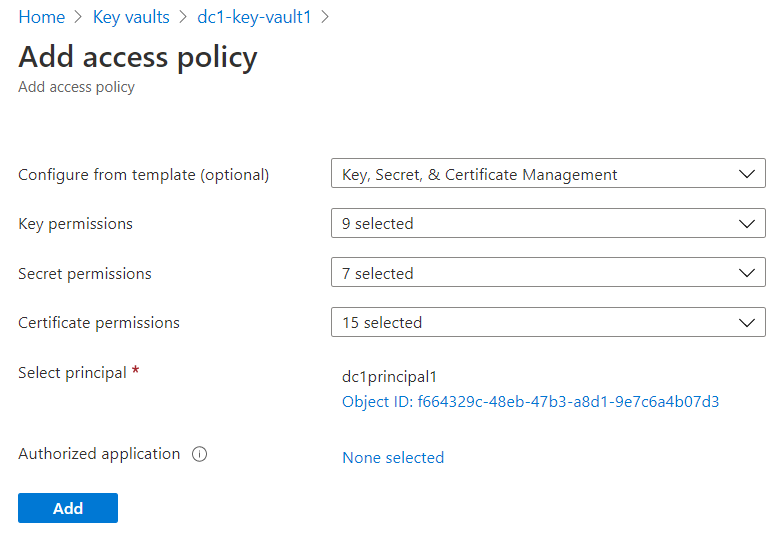 Home > Key vaults > dc1-key-vault1 >
Add access policy
Add access policy
Configure from template (optional) Key, Secret, & Certificate Management
Key permissions 9 selected
Secret permissions 7 selected
Certificate permissions 15 selected
Select principal * dc1principal1
Object ID: f664329c-48eb-47b3-a8d1-9e7c6a4b07d3
Authorized application None selected
Add